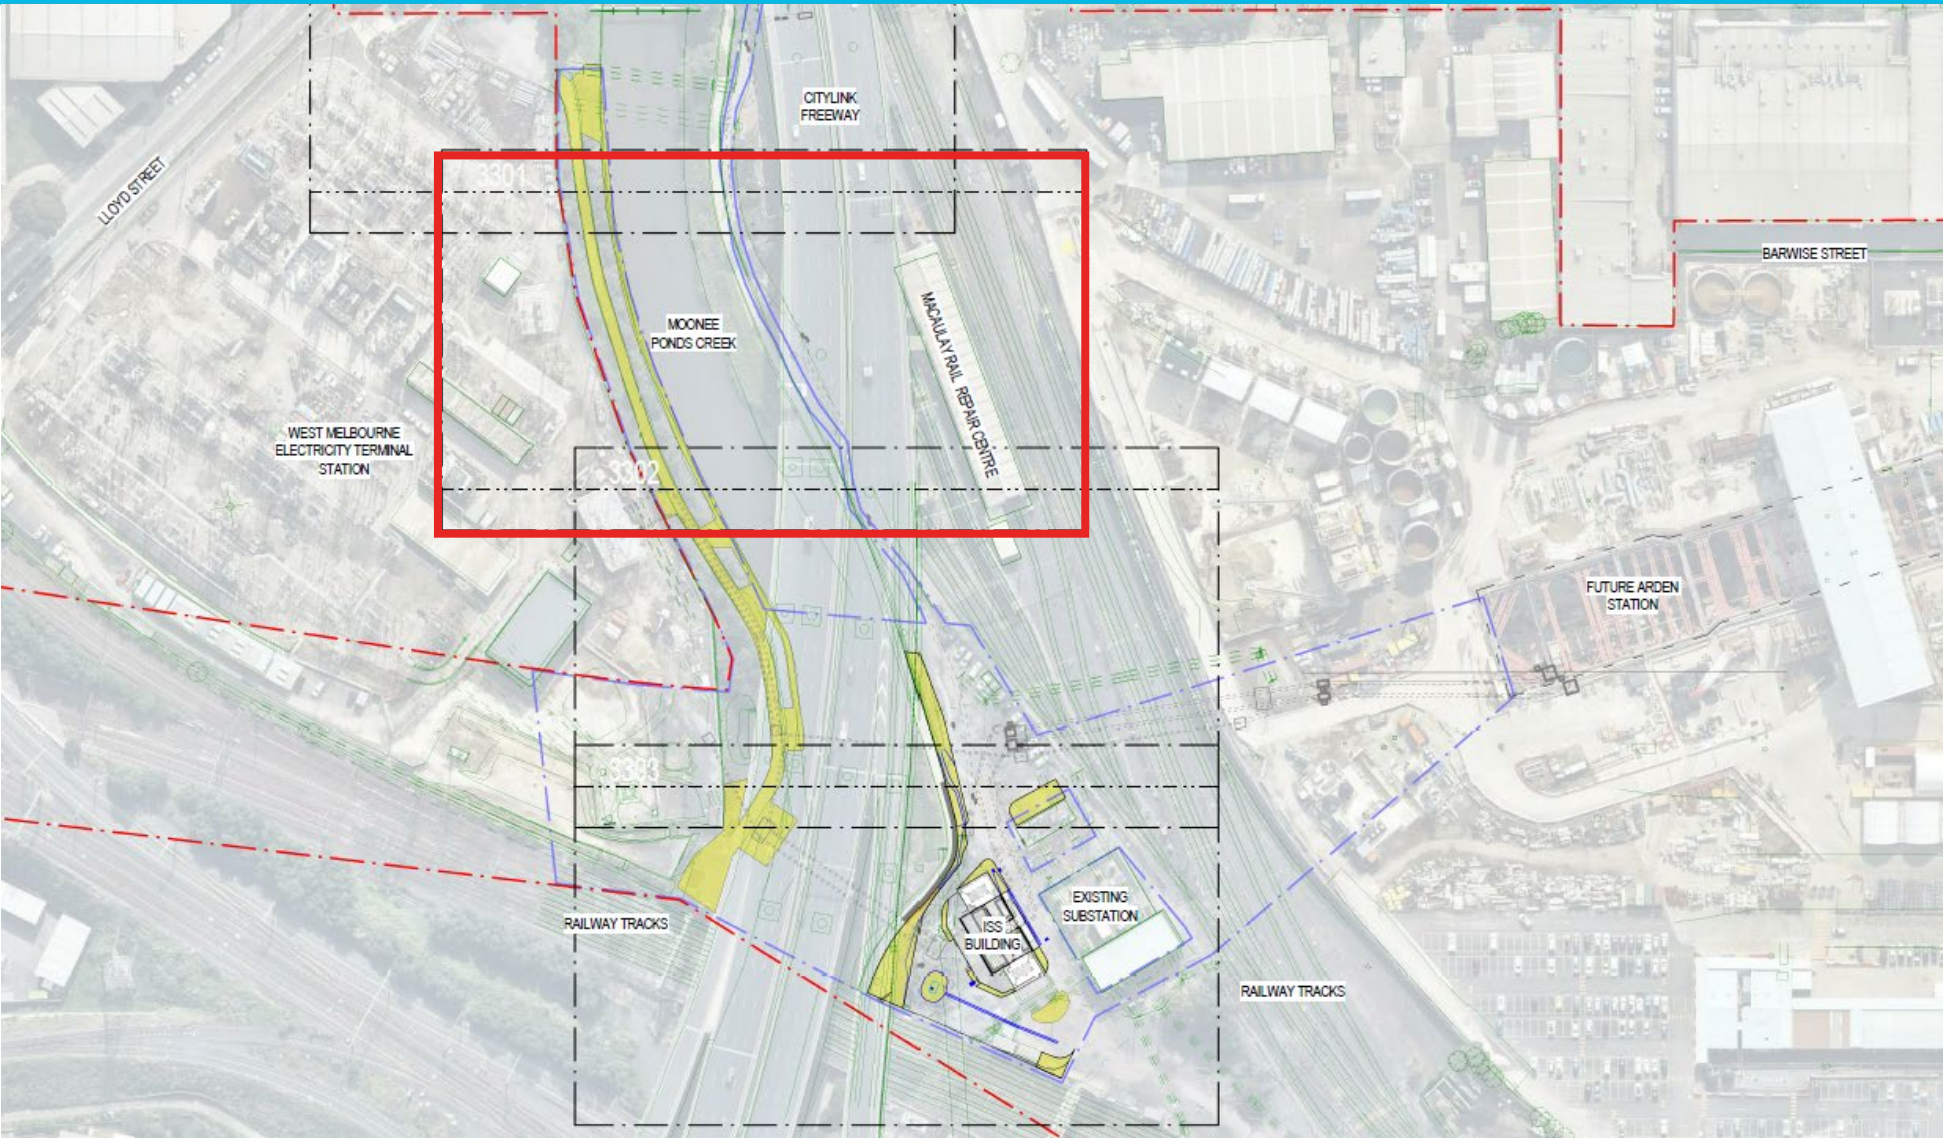 CITYLINK
FREEWAY
3301
LLOYD STREET
BARWISE STREET
MOONEE
PONDS CREEK
MACAULAY RAIL REPAIR CENTRE
WEST MELBOURNE
ELECTRICITY TERMINAL
STATION
3302
FUTURE ARDEN
STATION
3303
EXISTING
SUBSTATION
RAILWAY TRACKS
ISS
BUILDING
RAILWAY TRACKS